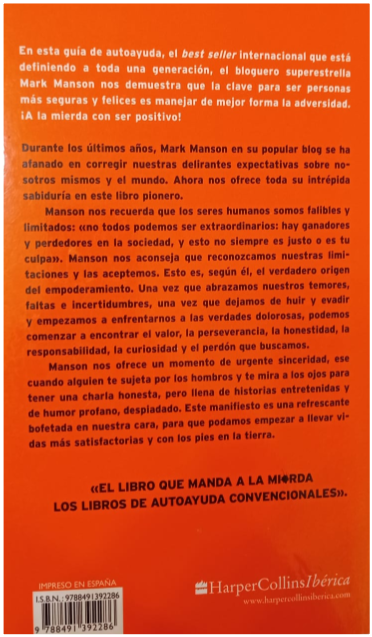 En esta guía de autoayuda, el best seller internacional que está
definiendo a toda una generación, el bloguero superestrella
Mark Manson nos demuestra que la clave para ser personas
más seguras y felices es manejar de mejor forma la adversidad.
¡A la mierda con ser positivo!
Durante los últimos años, Mark Manson en su popular blog se ha
afanado en corregir nuestras delirantes expectativas sobre no-
sotros mismos y el mundo. Ahora nos ofrece toda su intrépida
sabiduría en este libro pionero.
Manson nos recuerda que los seres humanos somos falibles y
limitados: «no todos podemos ser extraordinarios: hay ganadores
y perdedores en la sociedad, y esto no siempre es justo o es tu
culpa». Manson nos aconseja que reconozcamos nuestras limi-
taciones y las aceptemos. Esto es, según él, el verdadero origen
del empoderamiento. Una vez que abrazamos nuestros temores,
faltas e incertidumbres, una vez que dejamos de huir y evadir
y empezamos a enfrentarnos a las verdades dolorosas, podemos
comenzar a encontrar el valor, la perseverancia, la honestidad, la
responsabilidad, la curiosidad y el perdón que buscamos.
Manson nos ofrece un momento de urgente sinceridad, ese
cuando alguien te sujeta por los hombros y te mira a los ojos para
tener una charla honesta, pero llena de historias entretenidas y
de humor profano, despiadado. Este manifiesto es una refrescante
bofetada en nuestra cara, para que podamos empezar a llevar vi-
das más satisfactorias y con los pies en la tierra.
«EL LIBRO QUE MANDA A LA MI●RDA
LOS LIBROS DE AUTOAYUDA CONVENCIONALES».
IMPRESO EN ESPAÑA
I.S.B.N.: 9788491392286
9 788491 392286
HarperCollins Ibérica
www.harpercollinsiberica.com